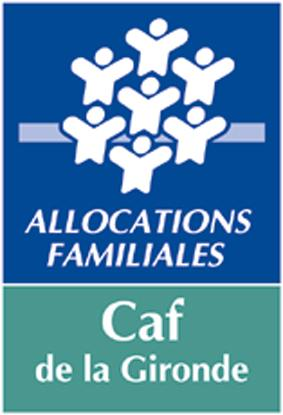 ALLOCATIONS
FAMILIALES
Caf
de la Gironde